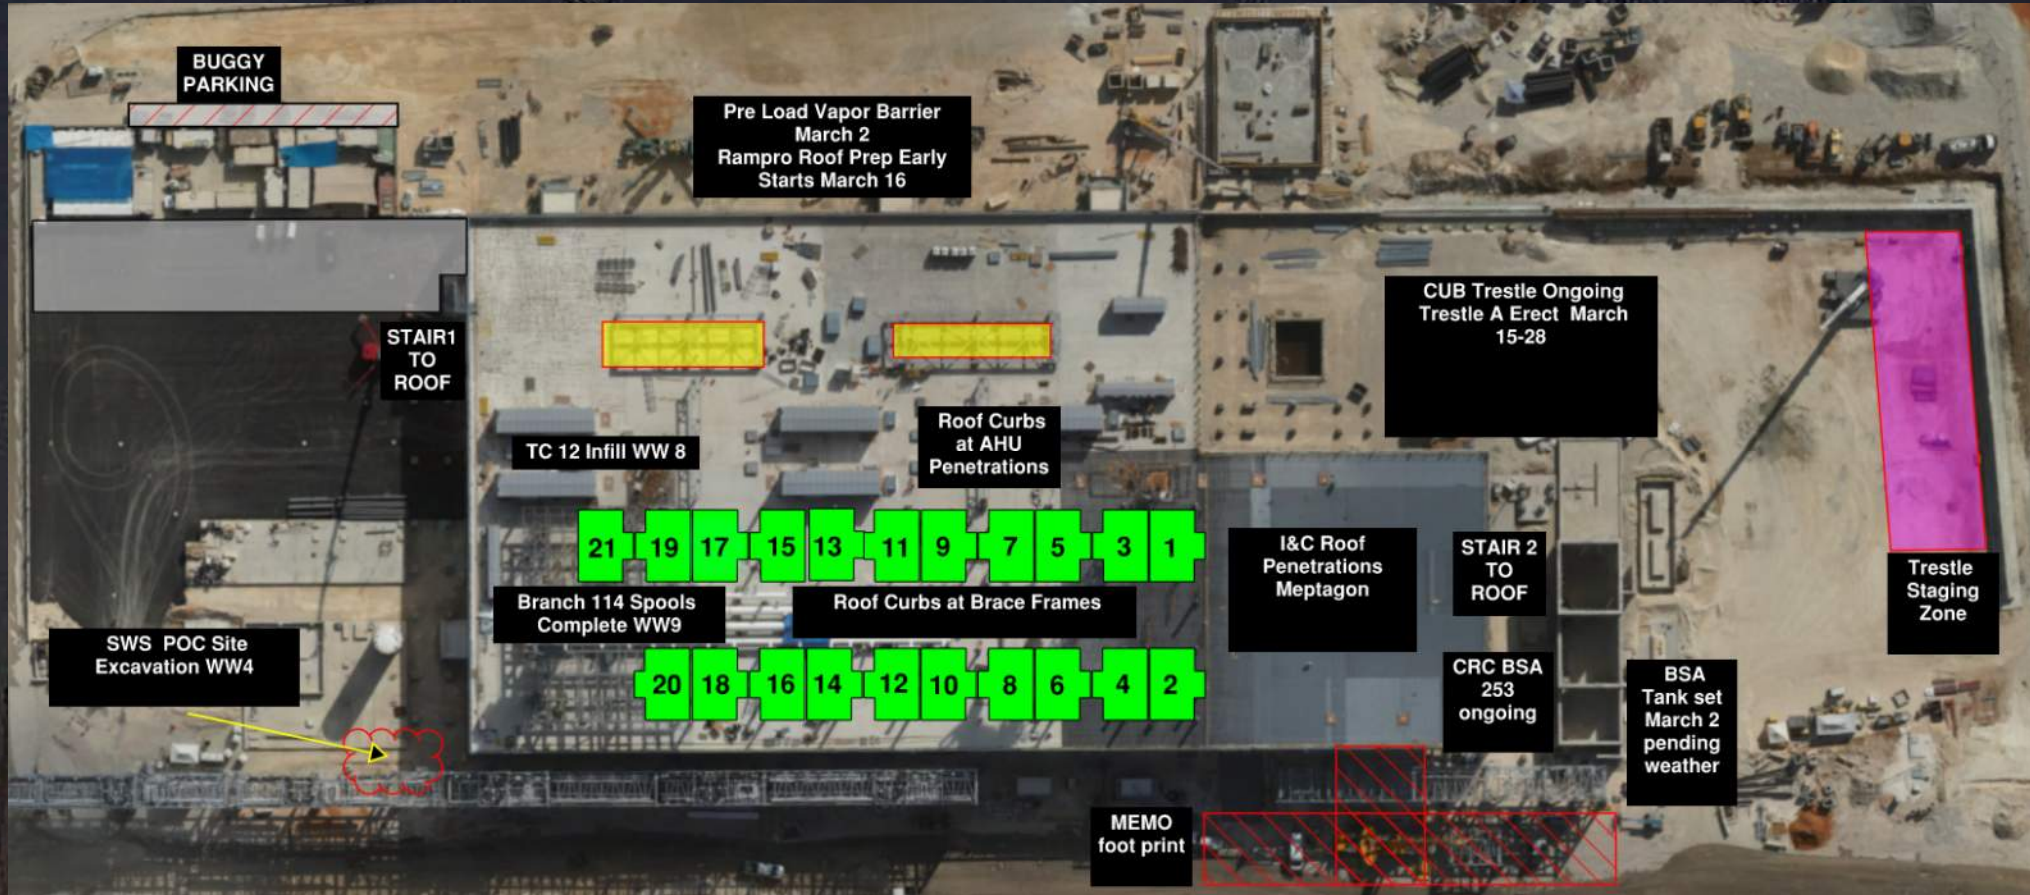 BUGGY
PARKING
Pre Load Vapor Barrier
March 2
Rampro Roof Prep Early
Starts March 16
STAIR1
TO
ROOF
CUB Trestle Ongoing
Trestle A Erect March
15-28
TC 12 Infill WW 8
Roof Curbs
at AHU
Penetrations
21 19 17 15 13 11 9 7 5 3 1
I&C Roof
Penetrations
Meptagon
STAIR 2
TO
ROOF
Trestle
Staging
Zone
Branch 114 Spools
Complete WW9
Roof Curbs at Brace Frames
SWS POC Site
Excavation WW4
20 18 16 14 12 10 8 6 4 2
CRC BSA
253
ongoing
BSA
Tank set
March 2
pending
weather
MEMO
foot print